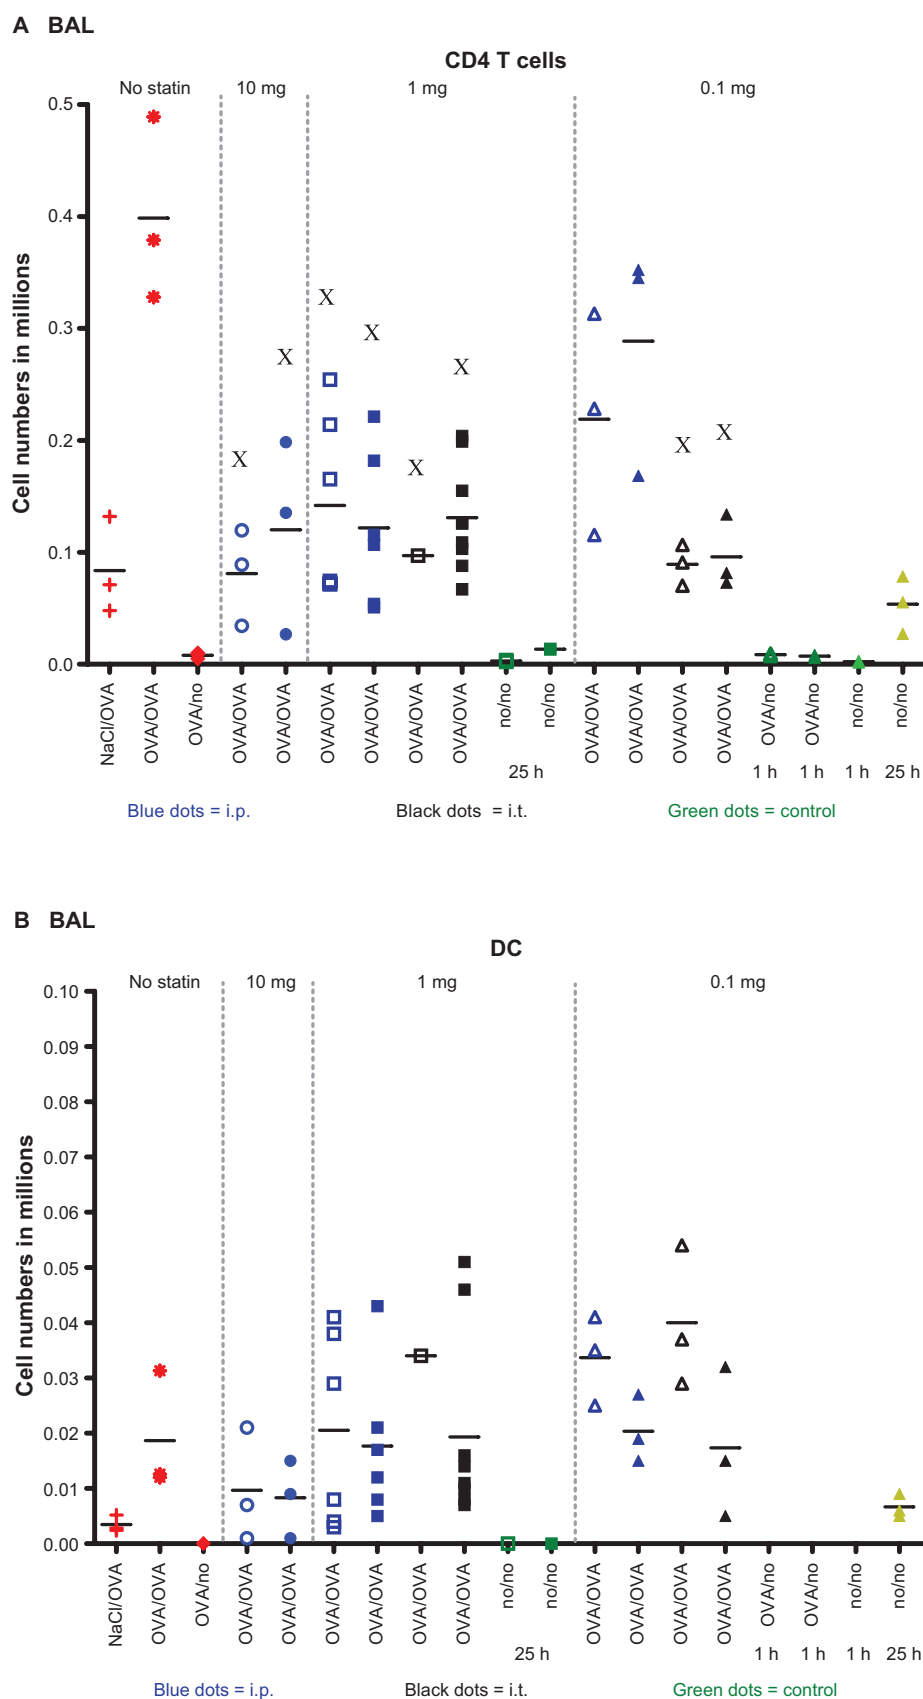 A BAL
CD4 T cells
No statin 10 mg 1 mg 0.1 mg
0.5
0.4
0.3
0.2
0.1
0.0
Cell numbers in millions
X X X X X X X X
NaCl/OVA OVA/OVA OVA/no OVA/OVA OVA/OVA OVA/OVA OVA/OVA OVA/OVA OVA/OVA no/no no/no OVA/OVA OVA/OVA OVA/OVA OVA/OVA OVA/no OVA/no no/no no/no
25 h 1 h 1 h 1 h 25 h
Blue dots = i.p. Black dots = i.t. Green dots = control
B BAL
DC
No statin 10 mg 1 mg 0.1 mg
0.10
0.09
0.08
0.07
0.06
0.05
0.04
0.03
0.02
0.01
0.00
Cell numbers in millions
NaCl/OVA OVA/OVA OVA/no OVA/OVA OVA/OVA OVA/OVA OVA/OVA OVA/OVA OVA/OVA no/no no/no OVA/OVA OVA/OVA OVA/OVA OVA/OVA OVA/no OVA/no no/no no/no
25 h 1 h 1 h 1 h 25 h
Blue dots = i.p. Black dots = i.t. Green dots = control